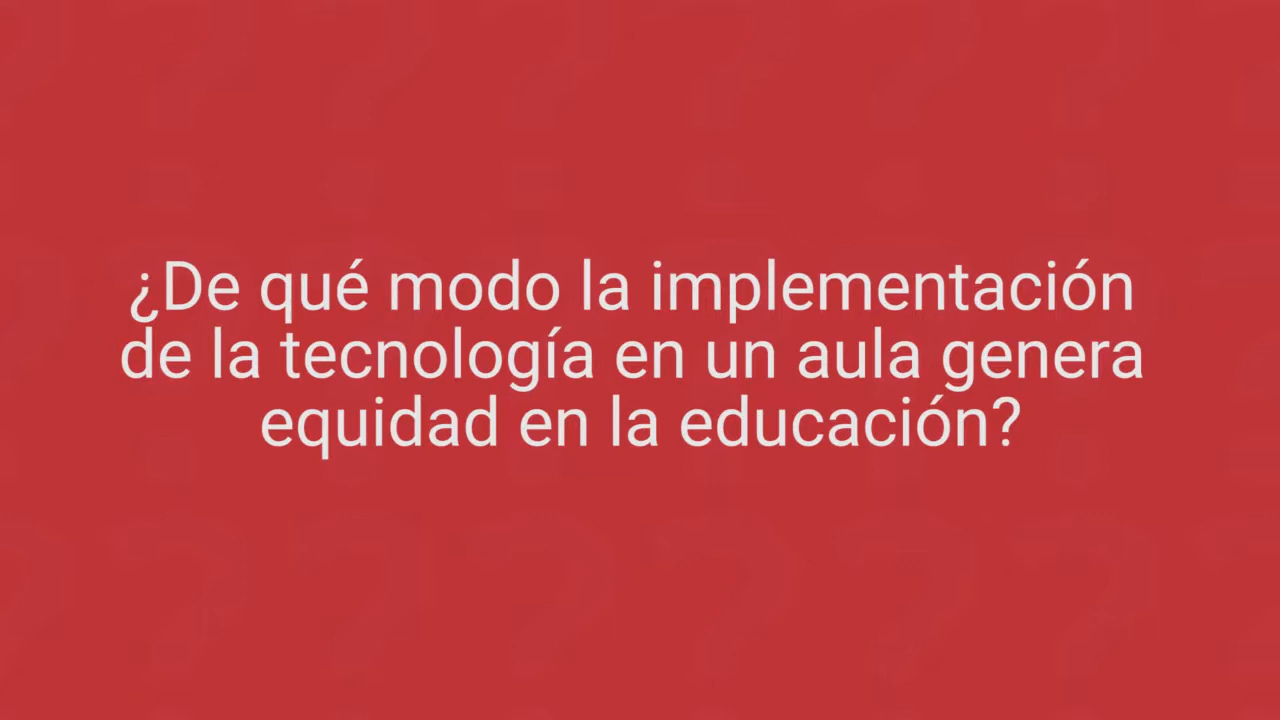 ¿De qué modo la implementación
de la tecnología en un aula genera
equidad en la educación?